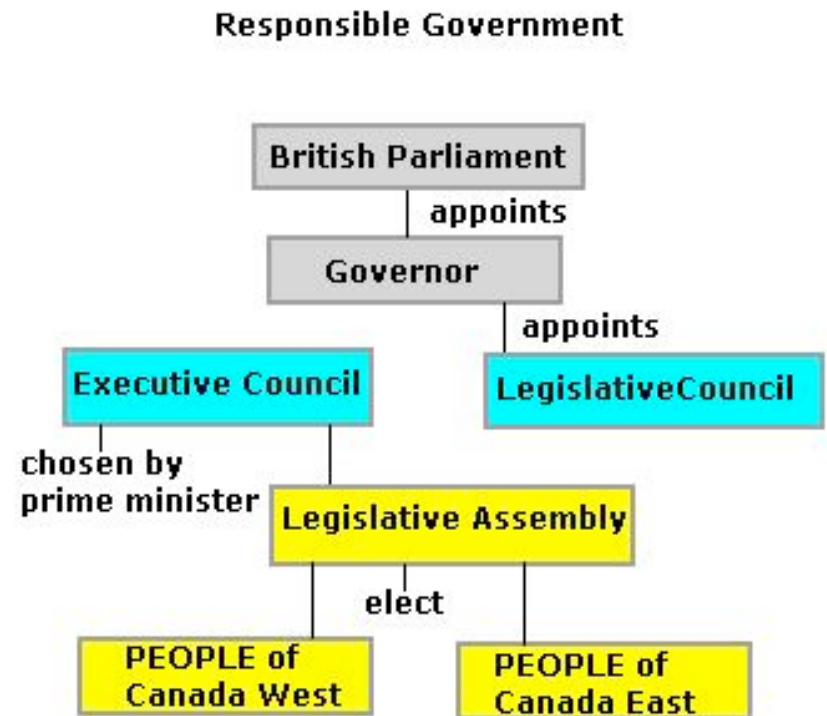 Responsible Government
British Parliament
appoints
Governor
appoints
Executive Council
LegislativeCouncil
chosen by
prime minister
Legislative Assembly
elect
PEOPLE of
Canada West
PEOPLE of
Canada East